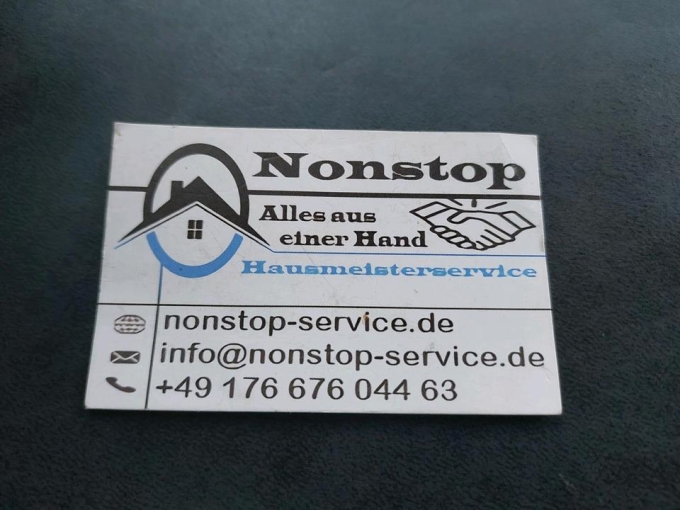 Nonstop
Alles aus
einer Hand
Hausmeisterservice
nonstop-service.de
info@nonstop-service.de
+49 176 676 044 63